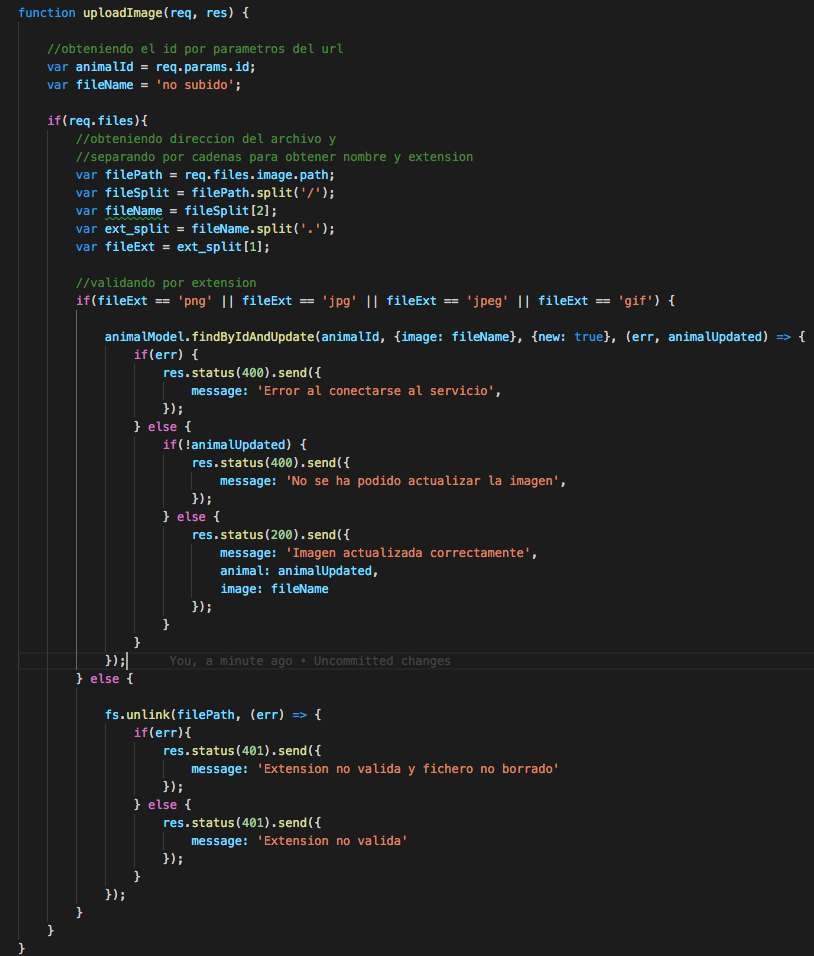 function uploadImage(req, res) {
//obteniendo el id por parametros del url
var animalId = req.params.id;
var fileName = 'no subido';
if(req.files){
//obteniendo direccion del archivo y
//separando por cadenas para obtener nombre y extension
var filePath = req.files.image.path;
var fileSplit = filePath.split('/');
var fileName = fileSplit[2];
var ext_split = fileName.split('.');
var fileExt = ext_split[1];
//validando por extension
if(fileExt == 'png' || fileExt == 'jpg' || fileExt == 'jpeg' || fileExt == 'gif') {
animalModel.findByIdAndUpdate(animalId, {image: fileName}, {new: true}, (err, animalUpdated) => {
if(err) {
res.status(400).send({
message: 'Error al conectarse al servicio',
});
} else {
if(!animalUpdated) {
res.status(400).send({
message: 'No se ha podido actualizar la imagen',
});
} else {
res.status(200).send({
message: 'Imagen actualizada correctamente',
animal: animalUpdated,
image: fileName
});
}
}
}); You, a minute ago • Uncommitted changes
} else {
fs.unlink(filePath, (err) => {
if(err){
res.status(401).send({
message: 'Extension no valida y fichero no borrado'
});
} else {
res.status(401).send({
message: 'Extension no valida'
});
}
});
}
}
}